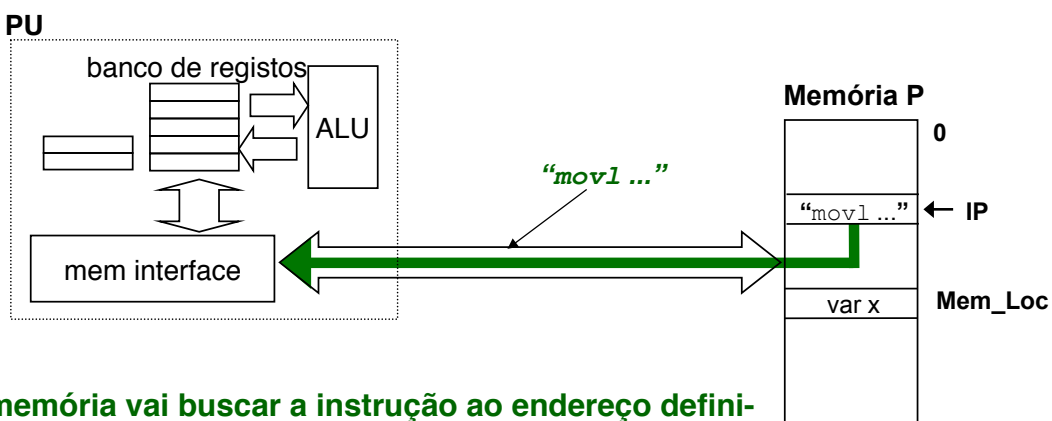 PU
banco de registos
ALU
Memória P
0
“movl ...”
“movl ...”
IP
mem interface
var x
Mem_Loc
memória vai buscar a instrução ao endereço defini-